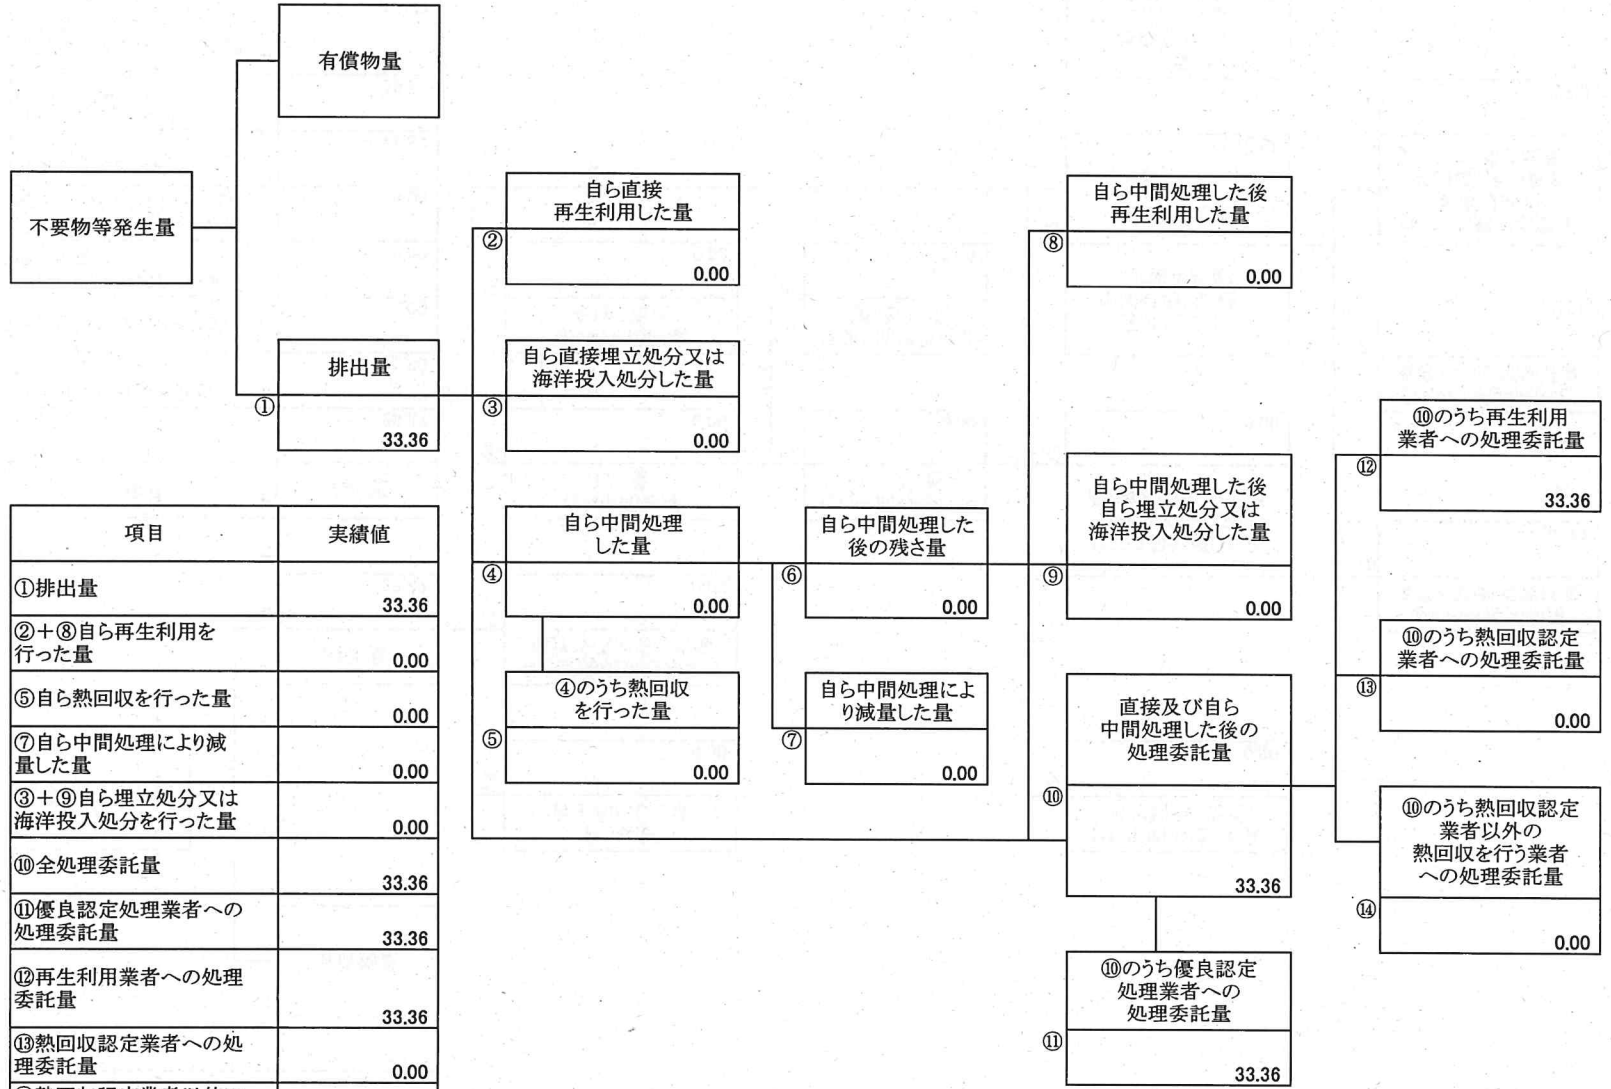 有償物量
不要物等発生量
排出量
①
33.36
自ら直接
再生利用した量
②
0.00
自ら直接埋立処分又は
海洋投入処分した量
③
0.00
自ら中間処理
した量
④
0.00
④のうち熱回収
を行った量
⑤
0.00
自ら中間処理した
後の残さ量
⑥
0.00
自ら中間処理によ
り減量した量
⑦
0.00
自ら中間処理した後
再生利用した量
⑧
0.00
自ら中間処理した後
自ら埋立処分又は
海洋投入処分した量
⑨
0.00
直接及び自ら
中間処理した後の
処理委託量
⑩
33.36
⑩のうち優良認定
処理業者への
処理委託量
⑪
33.36
⑩のうち再生利用
業者への処理委託量
⑫
33.36
⑩のうち熱回収認定
業者への処理委託量
⑬
0.00
⑩のうち熱回収認定
業者以外の
熱回収を行う業者
への処理委託量
⑭
0.00
項目 実績値
①排出量
33.36
②+⑧自ら再生利用を
行った量
0.00
⑤自ら熱回収を行った量
0.00
⑦自ら中間処理により減
量した量
0.00
③+⑨自ら埋立処分又は
海洋投入処分を行った量
0.00
⑩全処理委託量
33.36
⑪優良認定処理業者への
処理委託量
33.36
⑫再生利用業者への処理
委託量
33.36
⑬熱回収認定業者への処
理委託量
0.00